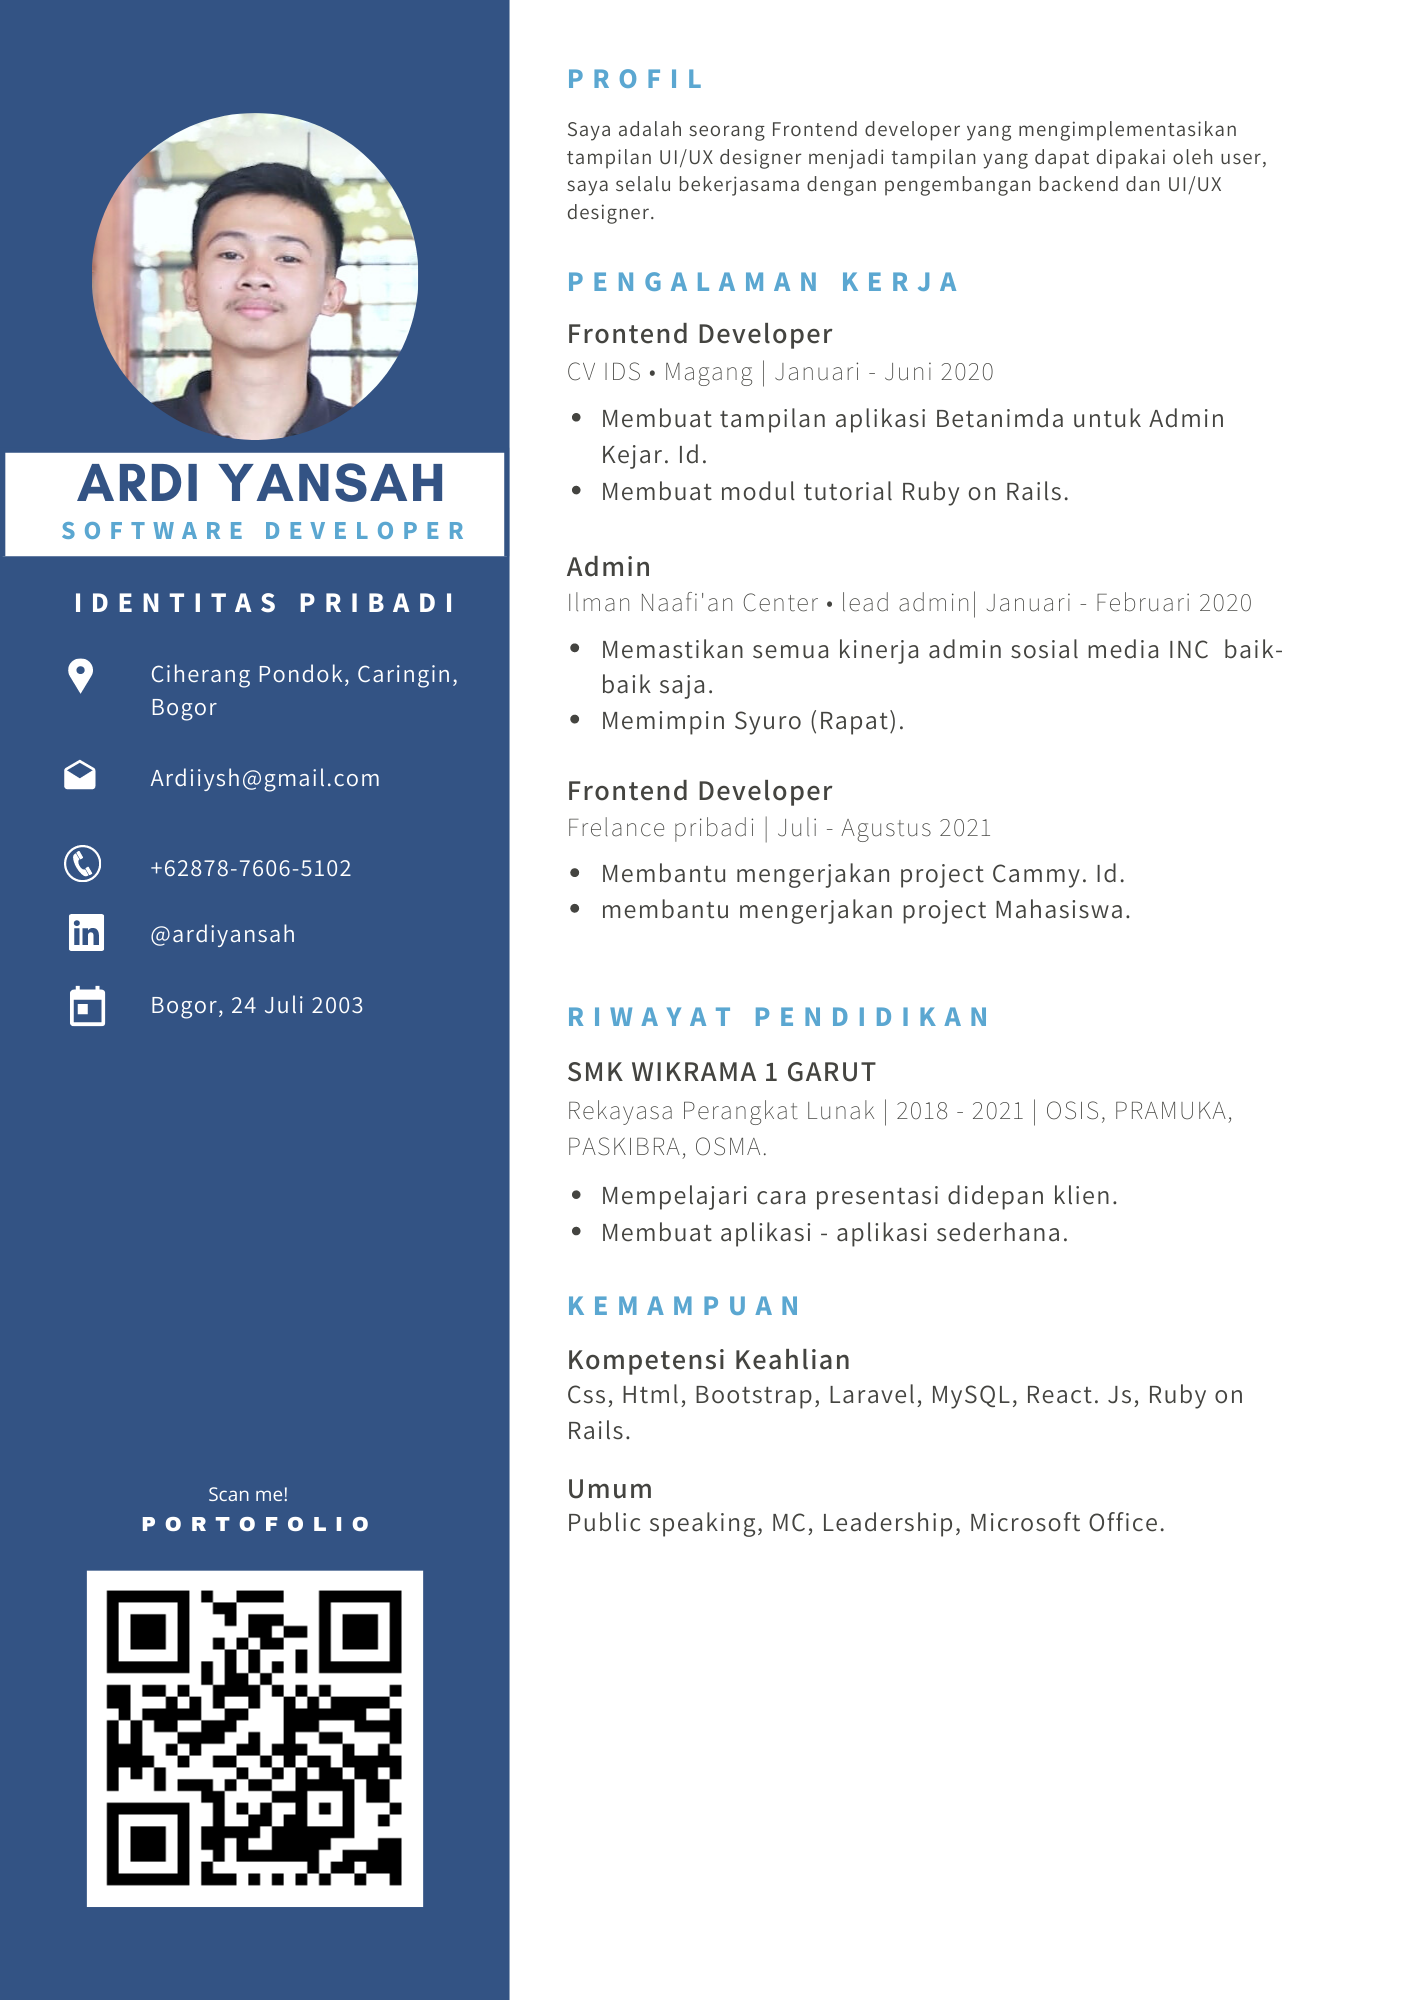 ARDI YANSAH
SOFTWARE DEVELOPER
IDENTITAS PRIBADI
Ciherang Pondok, Caringin,
Bogor
Ardiiysh@gmail.com
+62878-7606-5102
@ardiyansah
Bogor, 24 Juli 2003
Scan me!
PORTOFOLIO
PROFIL
Saya adalah seorang Frontend developer yang mengimplementasikan
tampilan UI/UX designer menjadi tampilan yang dapat dipakai oleh user,
saya selalu bekerjasama dengan pengembangan backend dan UI/UX
designer.
PENGALAMAN KERJA
Frontend Developer
CV IDS • Magang | Januari - Juni 2020
• Membuat tampilan aplikasi Betanimda untuk Admin
Kejar. Id.
• Membuat modul tutorial Ruby on Rails.
Admin
Ilman Naafi'an Center • lead admin| Januari - Februari 2020
• Memastikan semua kinerja admin sosial media INC  baik-
baik saja.
• Memimpin Syuro (Rapat).
Frontend Developer
Frelance pribadi | Juli - Agustus 2021
• Membantu mengerjakan project Cammy. Id.
• membantu mengerjakan project Mahasiswa.
RIWAYAT PENDIDIKAN
SMK WIKRAMA 1 GARUT
Rekayasa Perangkat Lunak | 2018 - 2021 | OSIS, PRAMUKA,
PASKIBRA, OSMA.
• Mempelajari cara presentasi didepan klien.
• Membuat aplikasi - aplikasi sederhana.
KEMAMPUAN
Kompetensi Keahlian
Css, Html, Bootstrap, Laravel, MySQL, React. Js, Ruby on
Rails.
Umum
Public speaking, MC, Leadership, Microsoft Office.